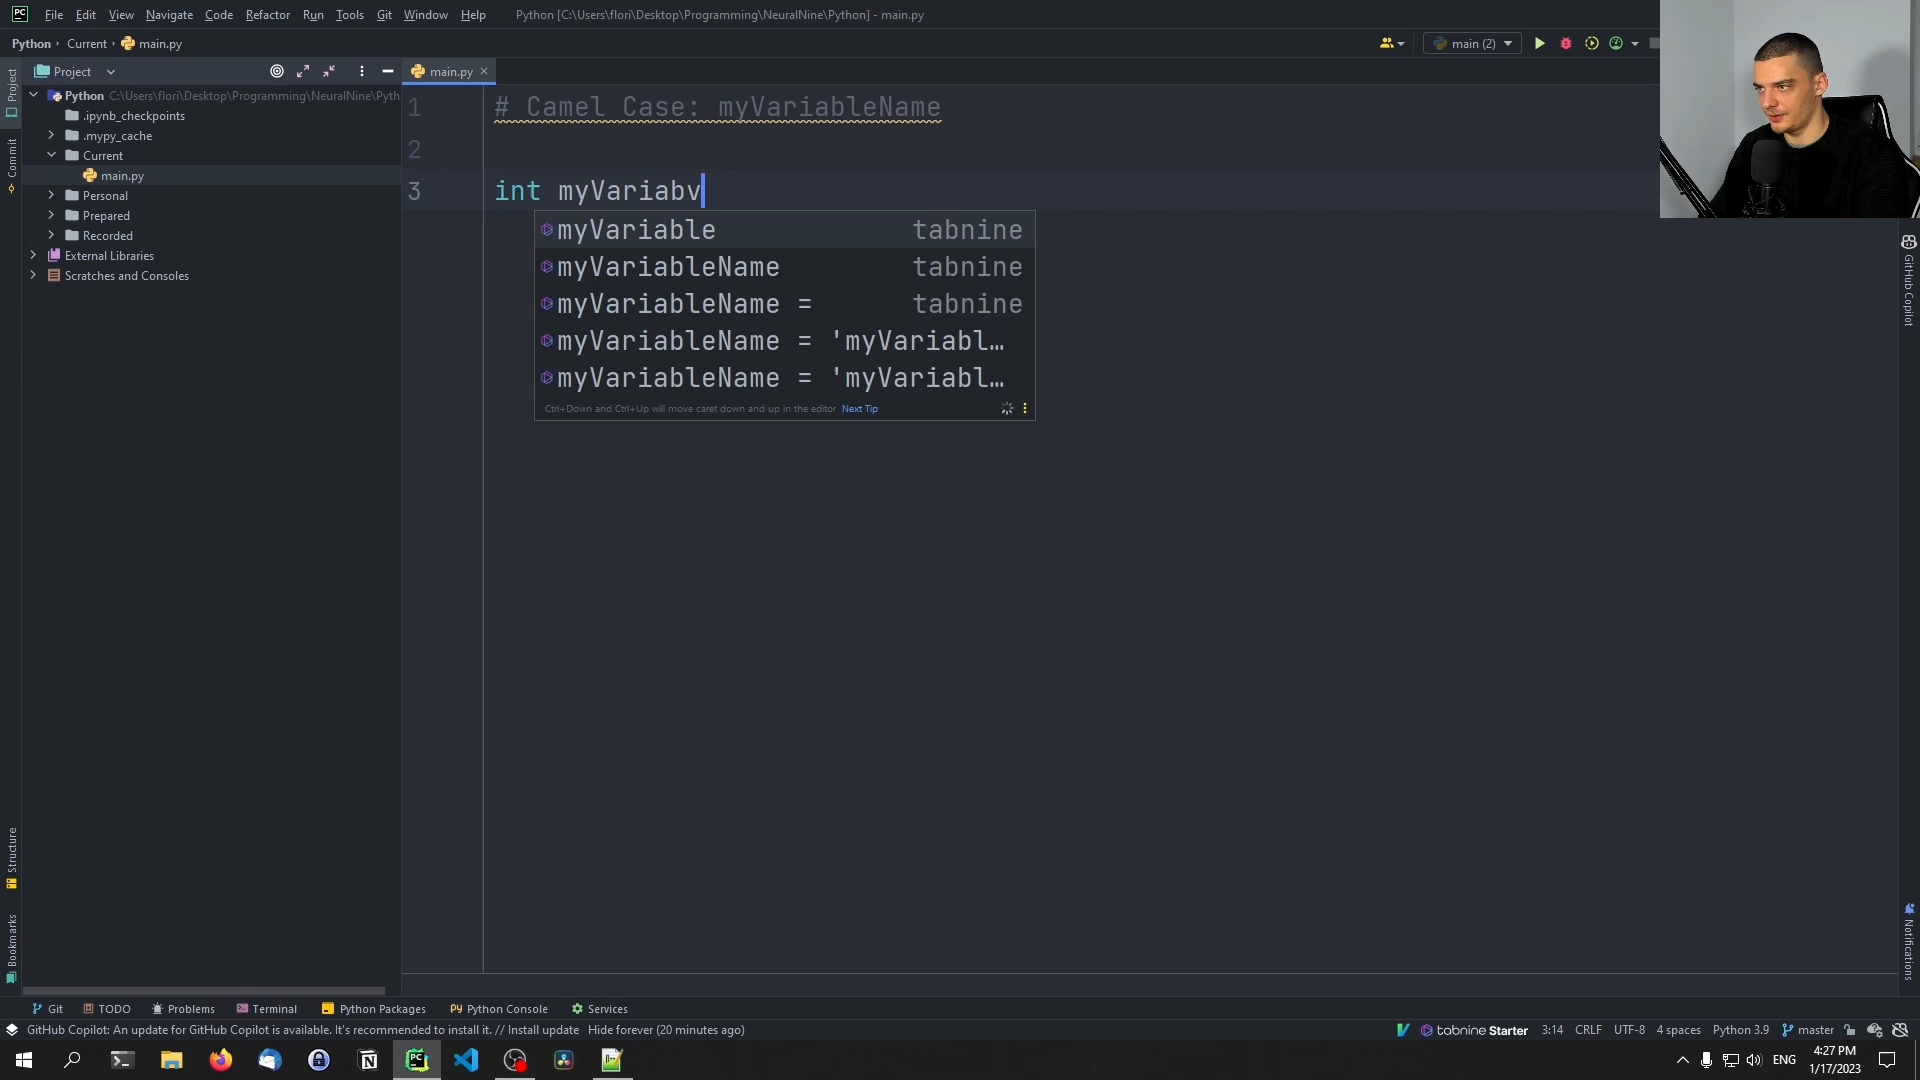 PC File Edit View Navigate Code Refactor Run Tools Git Window Help Python [C:\Users\flori\Desktop\Programming\NeuralNine\Python] - main.py
Python Current main.py main (2)
Project
Project main.py
Python C:\Users\flori\Desktop\Programming\NeuralNine\Pyth
.ipynb_checkpoints
.mypy_cache
Current
main.py
Personal
Prepared
Recorded
External Libraries
Scratches and Consoles
Commit
Structure
Bookmarks
1 # Camel Case: myVariableName
2
3 int myVariabv
myVariable tabnine
myVariableName tabnine
myVariableName = tabnine
myVariableName = 'myVariabl…
myVariableName = 'myVariabl…
Ctrl+Down and Ctrl+Up will move caret down and up in the editor Next Tip
GitHub Copilot
Notifications
Git TODO Problems Terminal Python Packages Python Console Services
GitHub Copilot: An update for GitHub Copilot is available. It's recommended to install it. // Install update Hide forever (20 minutes ago) tabnine Starter 3:14 CRLF UTF-8 4 spaces Python 3.9 master
PC ENG 4:27 PM
1/17/2023